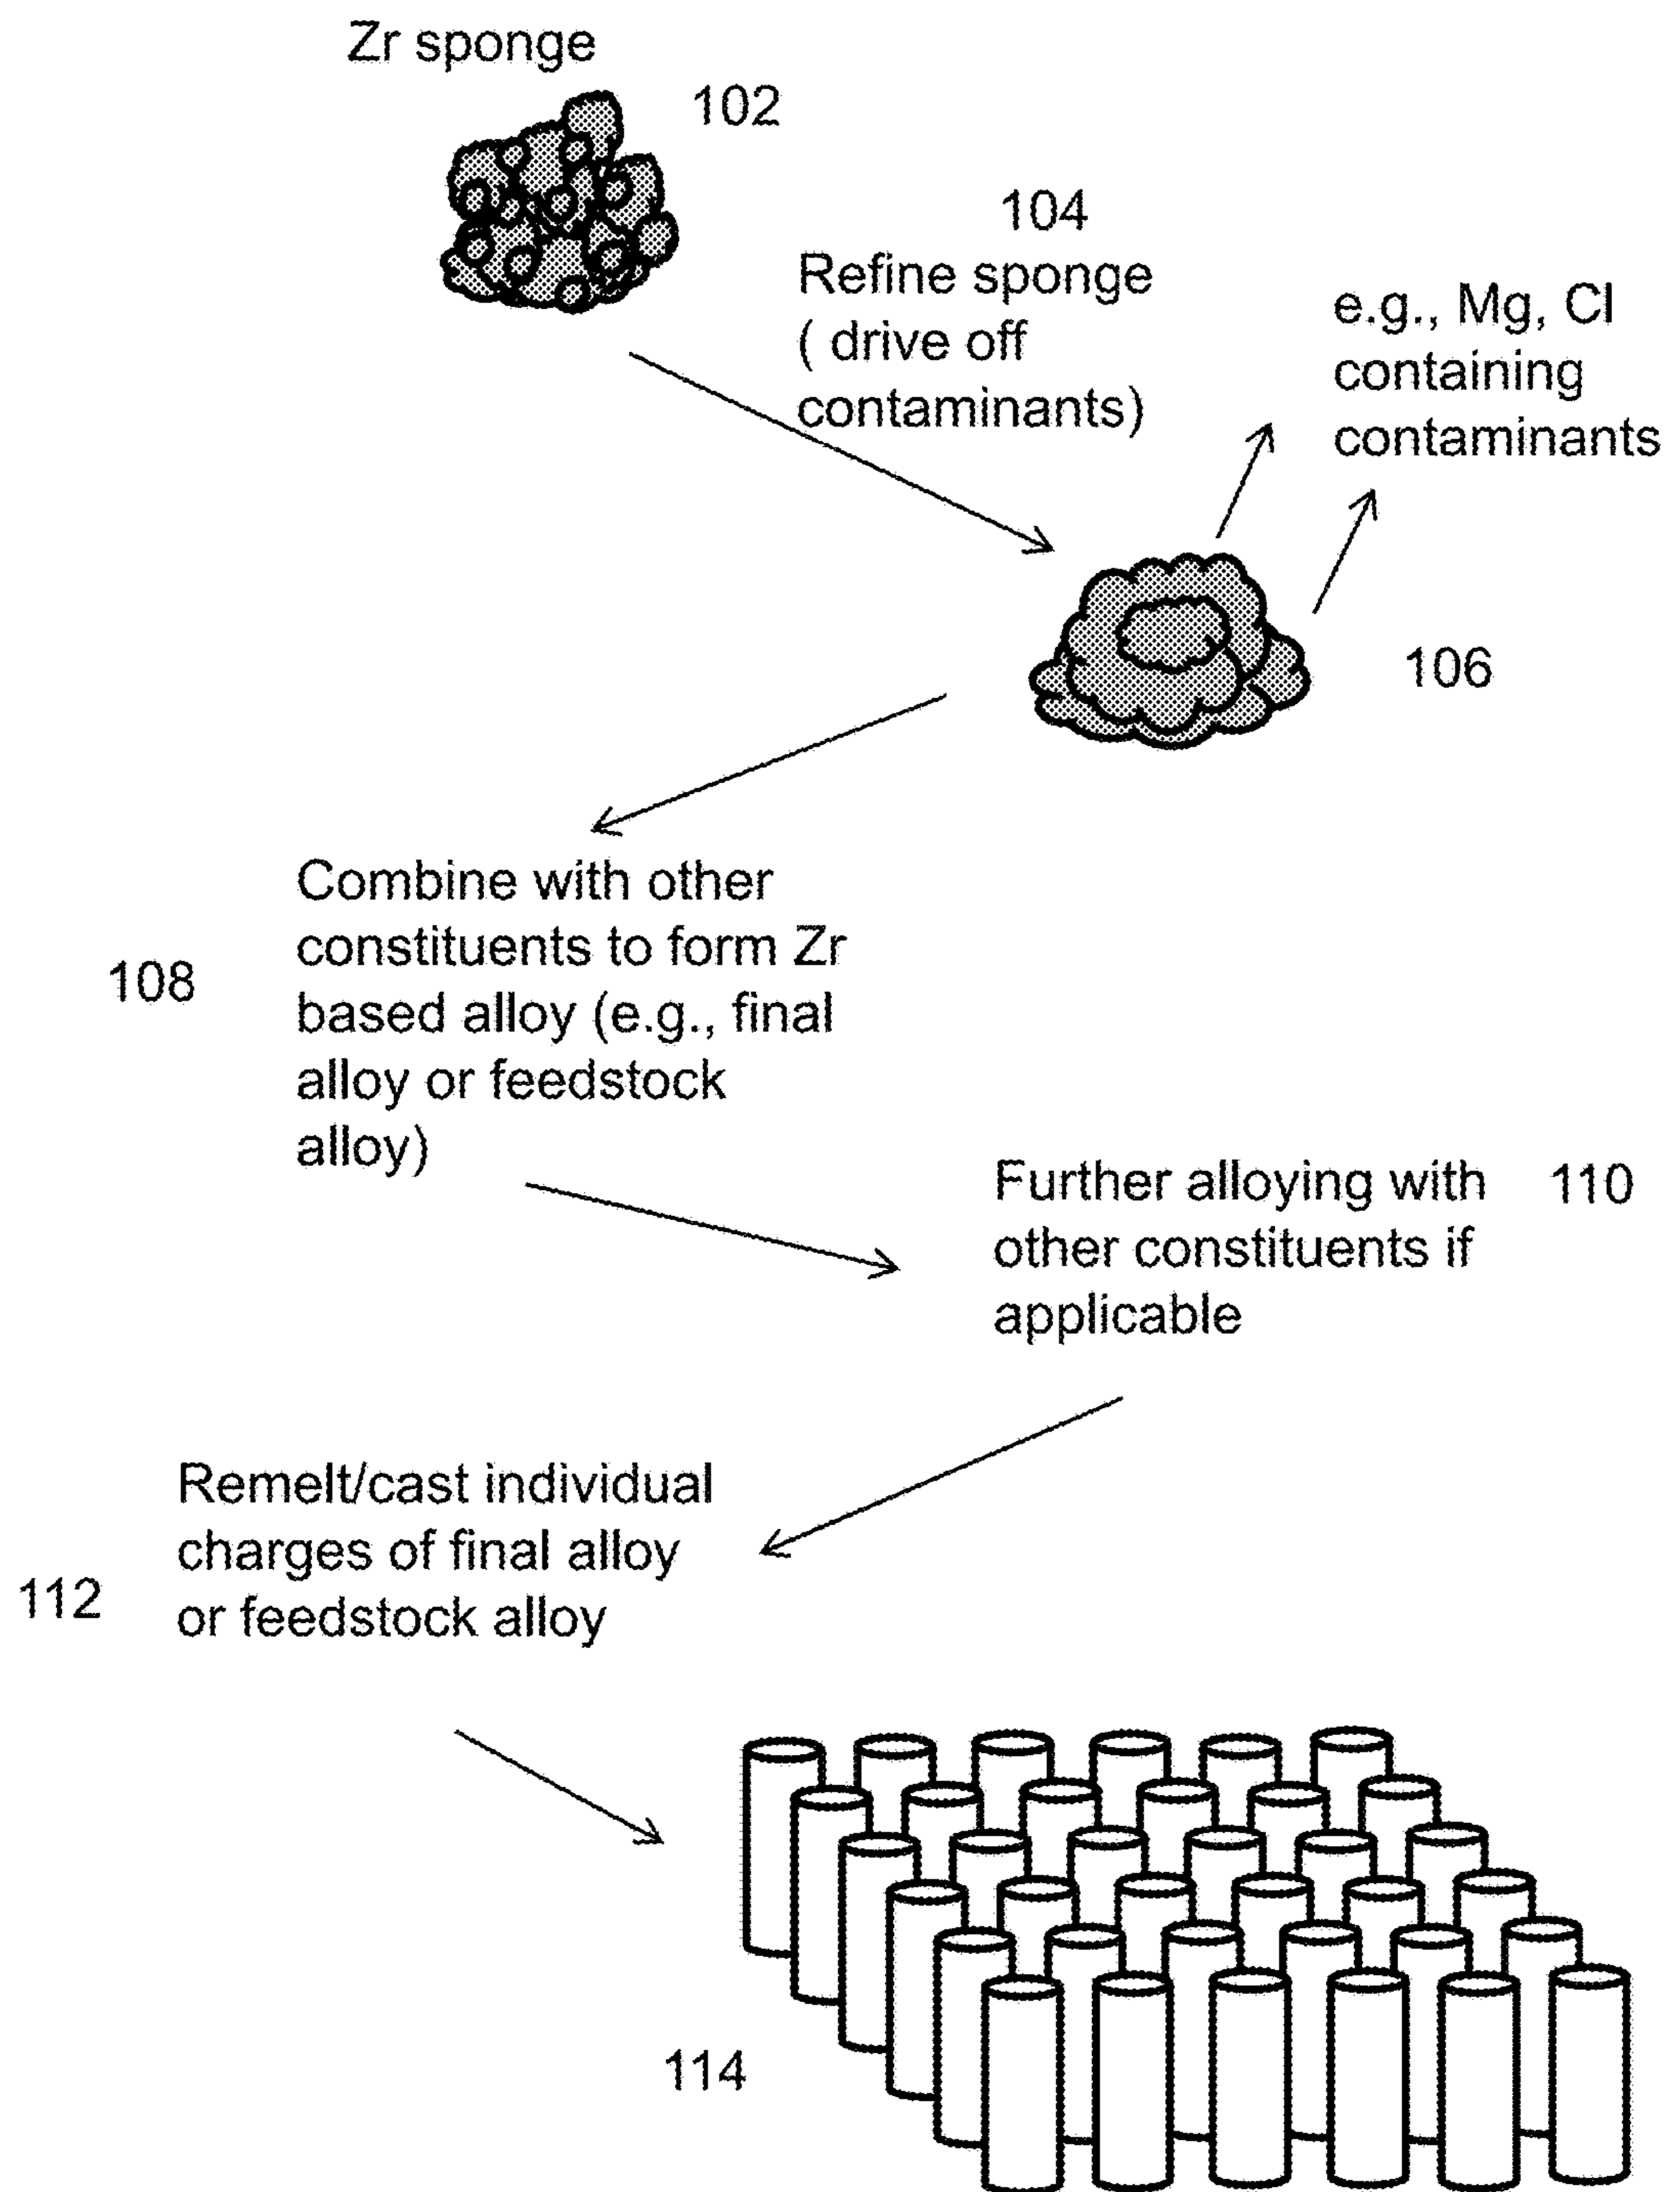 Zr sponge
102
104
Refine sponge
( drive off
contaminants)
e.g., Mg, Cl
containing
contaminants
106
108
Combine with other
constituents to form Zr
based alloy (e.g., final
alloy or feedstock
alloy)
Further alloying with
other constituents if
applicable
110
112
Remelt/cast individual
charges of final alloy
or feedstock alloy
114